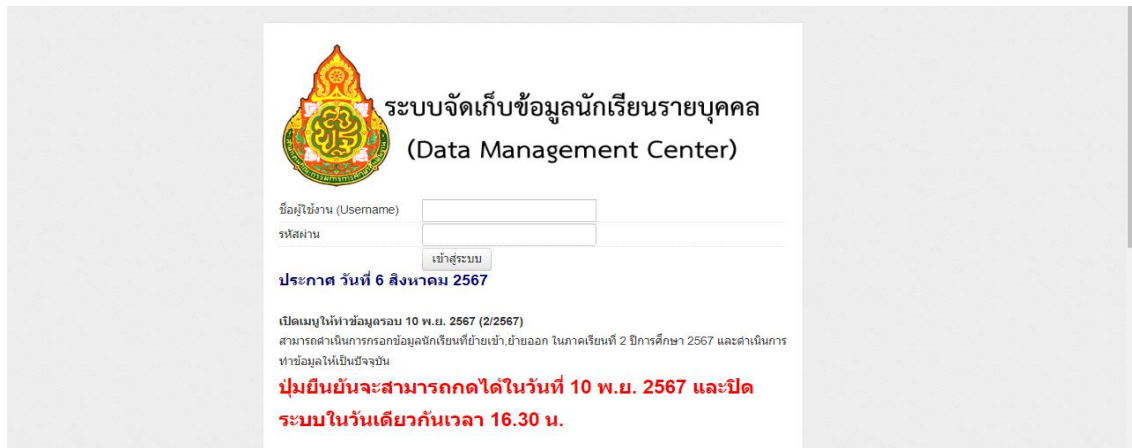 ระบบจัดเก็บข้อมูลนักเรียนรายบุคคล
(Data Management Center)
ชื่อผู้ใช้งาน (Username)
รหัสผ่าน
เข้าสู่ระบบ
ประกาศ วันที่ 6 สิงหาคม 2567
เปิดเมนูให้ทำข้อมูลรอบ 10 พ.ย. 2567 (2/2567)
สามารถดำเนินการกรอกข้อมูลนักเรียนที่ย้ายเข้า,ย้ายออก ในภาคเรียนที่ 2 ปีการศึกษา 2567 และดำเนินการ
ทำข้อมูลให้เป็นปัจจุบัน
ปุ่มยืนยันจะสามารถกดได้ในวันที่ 10 พ.ย. 2567 และปิด
ระบบในวันเดียวกันเวลา 16.30 น.